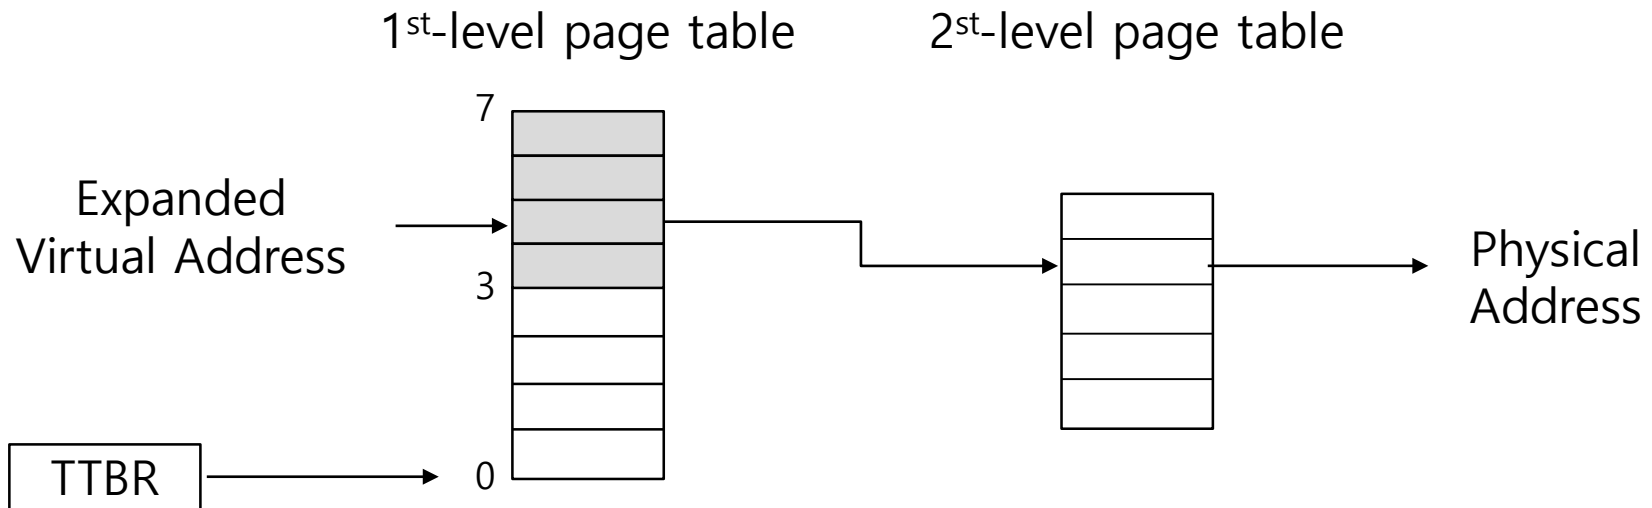 1st-level page table
2st-level page table
7
Expanded
Virtual Address
3
Physical
Address
TTBR
0